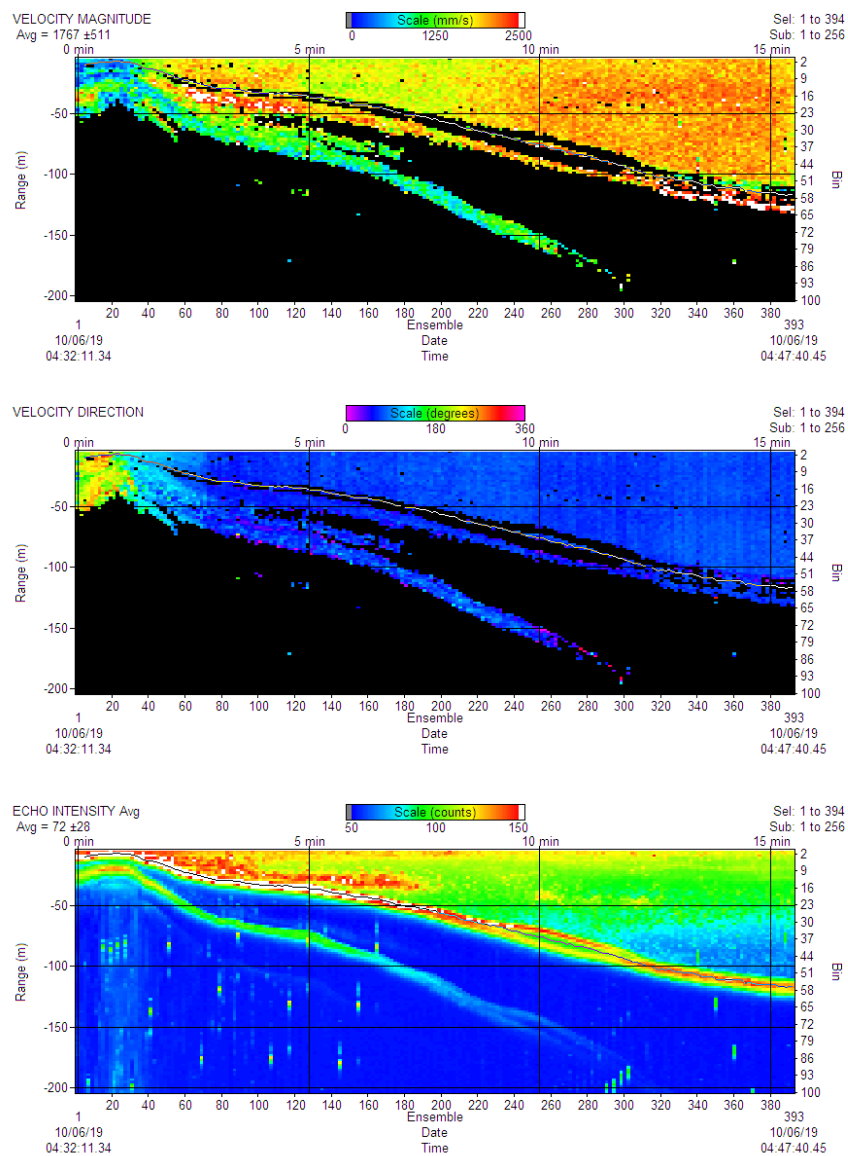 VELOCITY MAGNITUDE
Avg = 1767 ±511
Scale (mm/s)
0 1250 2500
Sel: 1 to 394
Sub: 1 to 256
0 min 5 min 10 min 15 min
Range (m)
-50
-100
-150
-200
2
9
16
23
30
37
44
51
58
65
72
79
86
93
100
Bin
20 40 60 80 100 120 140 160 180 200 220 240 260 280 300 320 340 360 380
1 Ensemble 393
10/06/19 Date 10/06/19
04:32:11.34 Time 04:47:40.45
VELOCITY DIRECTION
Scale (degrees)
0 180 360
Sel: 1 to 394
Sub: 1 to 256
0 min 5 min 10 min 15 min
Range (m)
-50
-100
-150
-200
2
9
16
23
30
37
44
51
58
65
72
79
86
93
100
Bin
20 40 60 80 100 120 140 160 180 200 220 240 260 280 300 320 340 360 380
1 Ensemble 393
10/06/19 Date 10/06/19
04:32:11.34 Time 04:47:40.45
ECHO INTENSITY Avg
Avg = 72 ±28
Scale (counts)
50 100 150
Sel: 1 to 394
Sub: 1 to 256
0 min 5 min 10 min 15 min
Range (m)
-50
-100
-150
-200
2
9
16
23
30
37
44
51
58
65
72
79
86
93
100
Bin
20 40 60 80 100 120 140 160 180 200 220 240 260 280 300 320 340 360 380
1 Ensemble 393
10/06/19 Date 10/06/19
04:32:11.34 Time 04:47:40.45